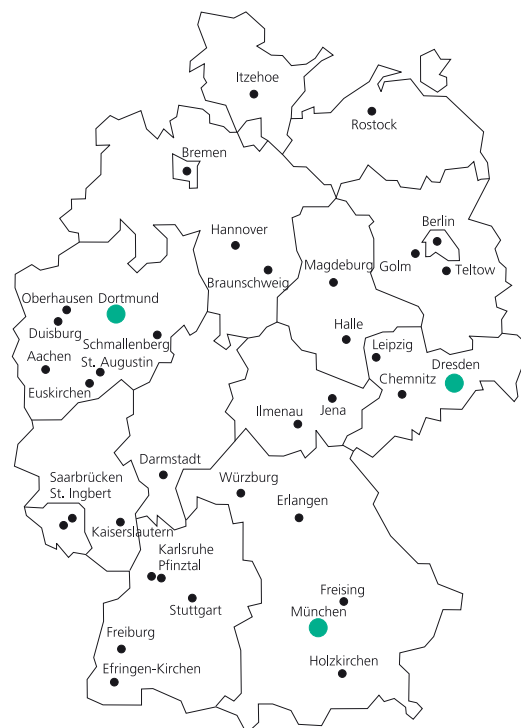 Itzehoe
Rostock
Bremen
Berlin
Hannover
Golm
Teltow
Braunschweig
Magdeburg
Oberhausen
Dortmund
Duisburg
Schmallenberg
Halle
Leipzig
Dresden
Aachen
St. Augustin
Euskirchen
Chemnitz
Jena
Ilmenau
Darmstadt
Würzburg
Saarbrücken
St. Ingbert
Erlangen
Kaiserslautern
Karlsruhe
Pfinztal
Stuttgart
Freising
München
Freiburg
Efringen-Kirchen
Holzkirchen